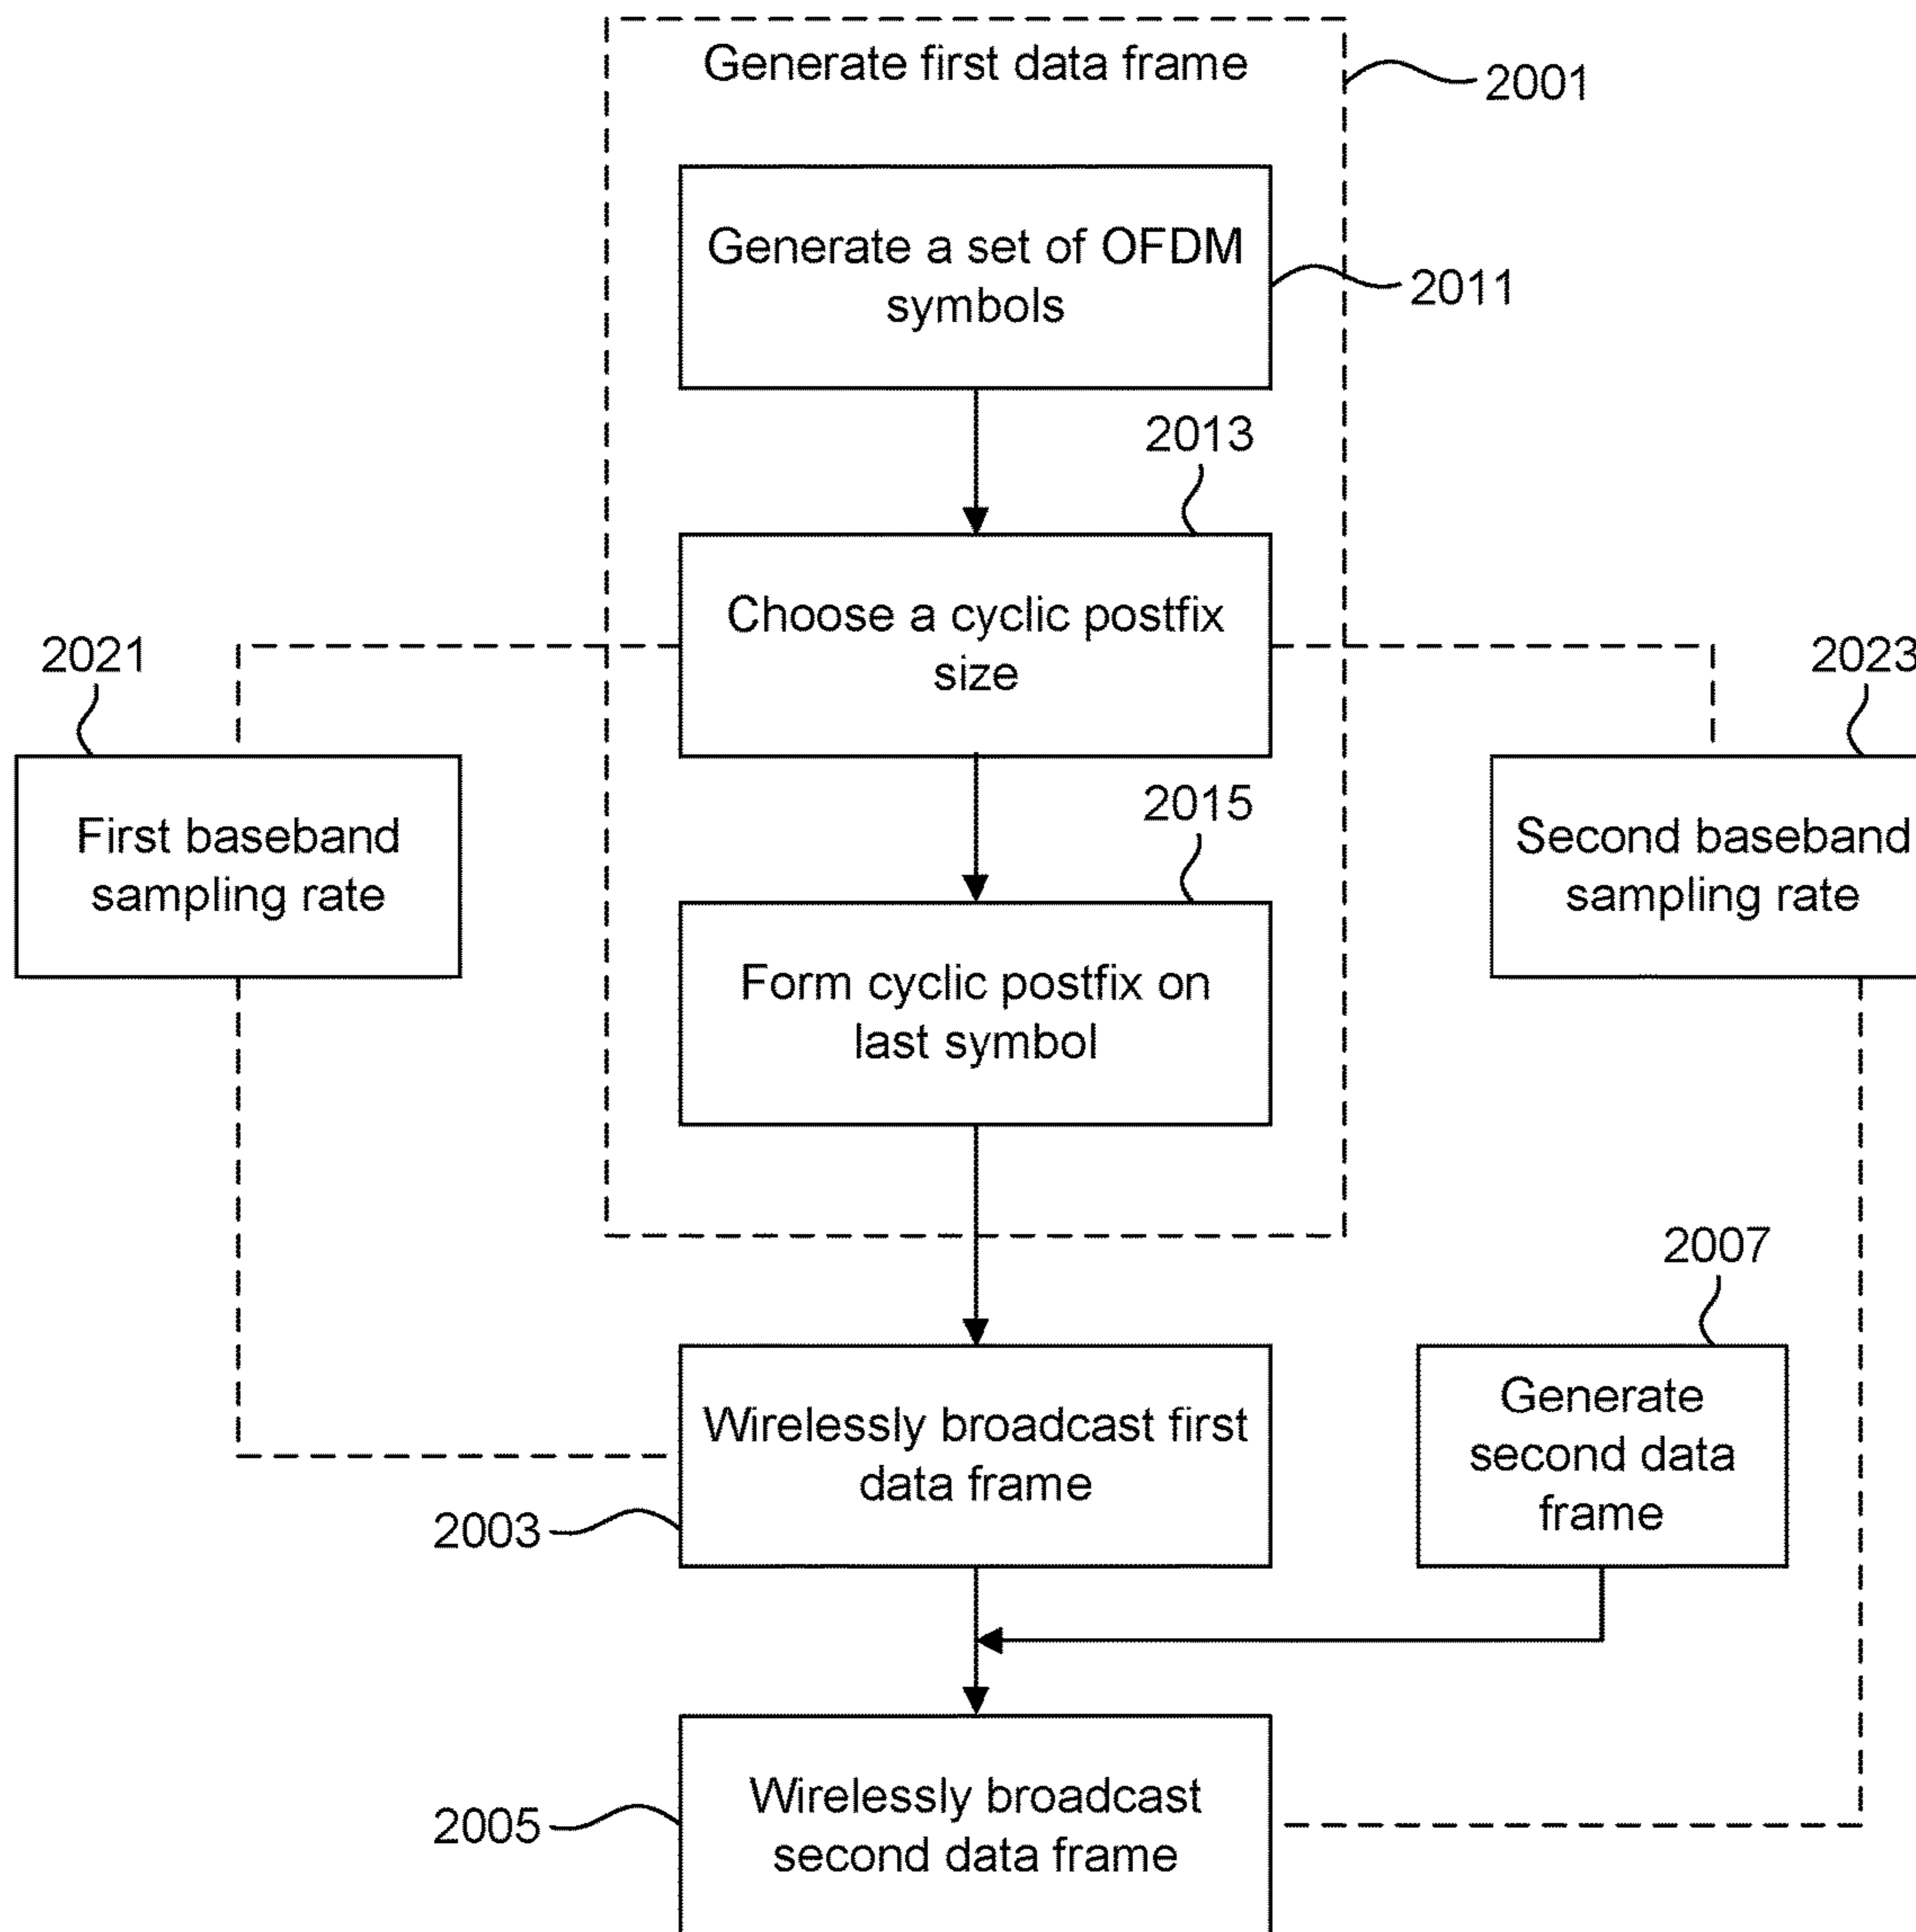 Generate first data frame
2001
Generate a set of OFDM
symbols
2011
2013
Choose a cyclic postfix
size
2021
2023
First baseband
sampling rate
2015
Second baseband
sampling rate
Form cyclic postfix on
last symbol
2007
Wirelessly broadcast first
data frame
2003
Generate
second data
frame
Wirelessly broadcast
second data frame
2005